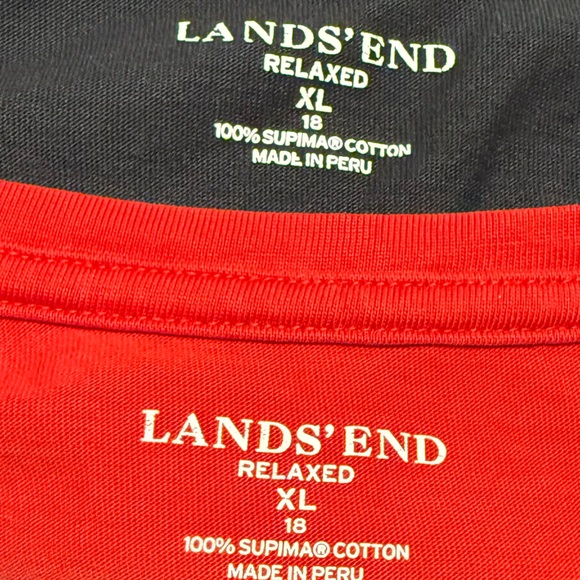 LANDS' END
RELAXED
XL
18
100% SUPIMA® COTTON
MADE IN PERU
LANDS' END
RELAXED
XL
18
100% SUPIMA® COTTON
MADE IN PERU